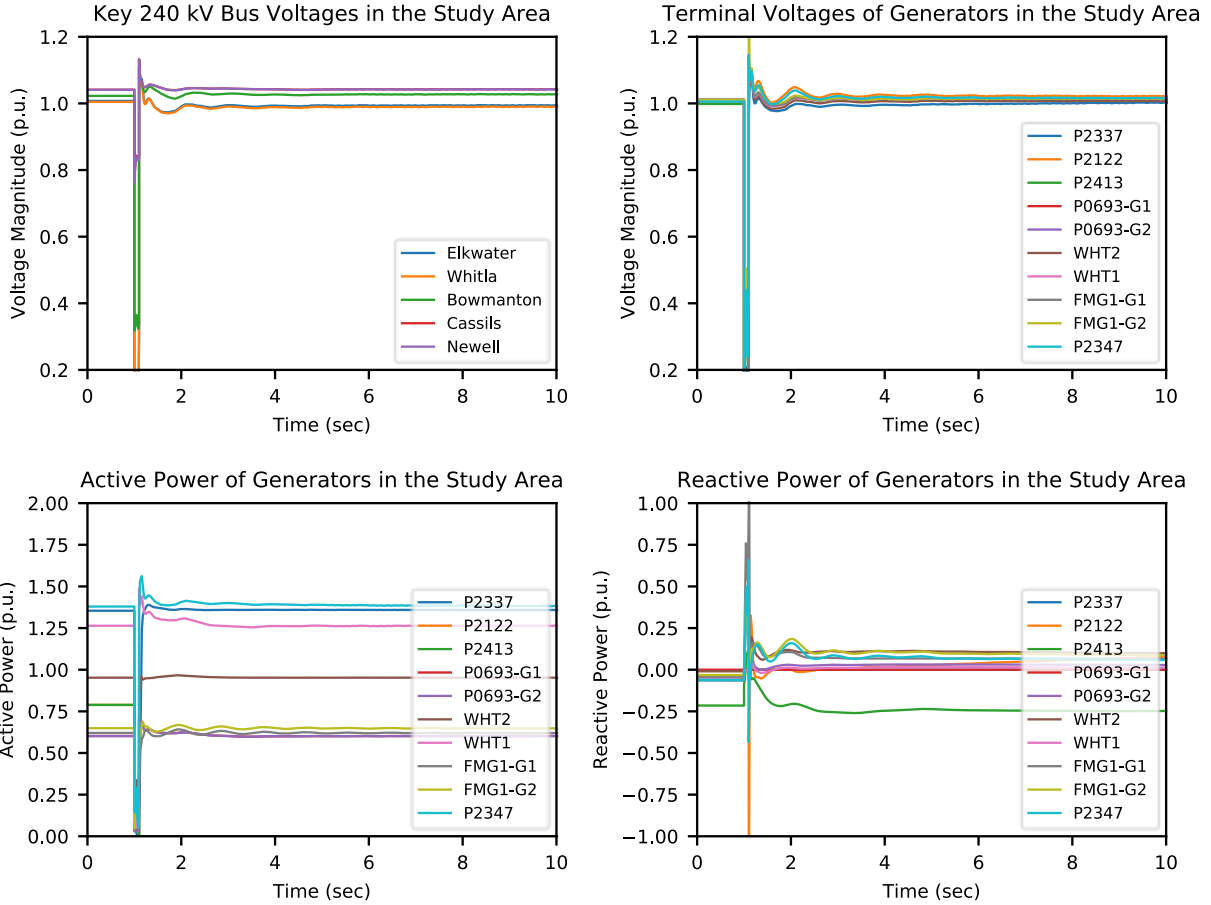 Key 240 kV Bus Voltages in the Study Area
1.2
1.0
0.8
0.6
0.4
0.2
Voltage Magnitude (p.u.)
Elkwater
Whitla
Bowmanton
Cassils
Newell
0 2 4 6 8 10
Time (sec)
Terminal Voltages of Generators in the Study Area
1.2
1.0
0.8
0.6
0.4
0.2
Voltage Magnitude (p.u.)
P2337
P2122
P2413
P0693-G1
P0693-G2
WHT2
WHT1
FMG1-G1
FMG1-G2
P2347
0 2 4 6 8 10
Time (sec)
Active Power of Generators in the Study Area
2.00
1.75
1.50
1.25
1.00
0.75
0.50
0.25
0.00
Active Power (p.u.)
P2337
P2122
P2413
P0693-G1
P0693-G2
WHT2
WHT1
FMG1-G1
FMG1-G2
P2347
0 2 4 6 8 10
Time (sec)
Reactive Power of Generators in the Study Area
1.00
0.75
0.50
0.25
0.00
−0.25
−0.50
−0.75
−1.00
Reactive Power (p.u.)
P2337
P2122
P2413
P0693-G1
P0693-G2
WHT2
WHT1
FMG1-G1
FMG1-G2
P2347
0 2 4 6 8 10
Time (sec)